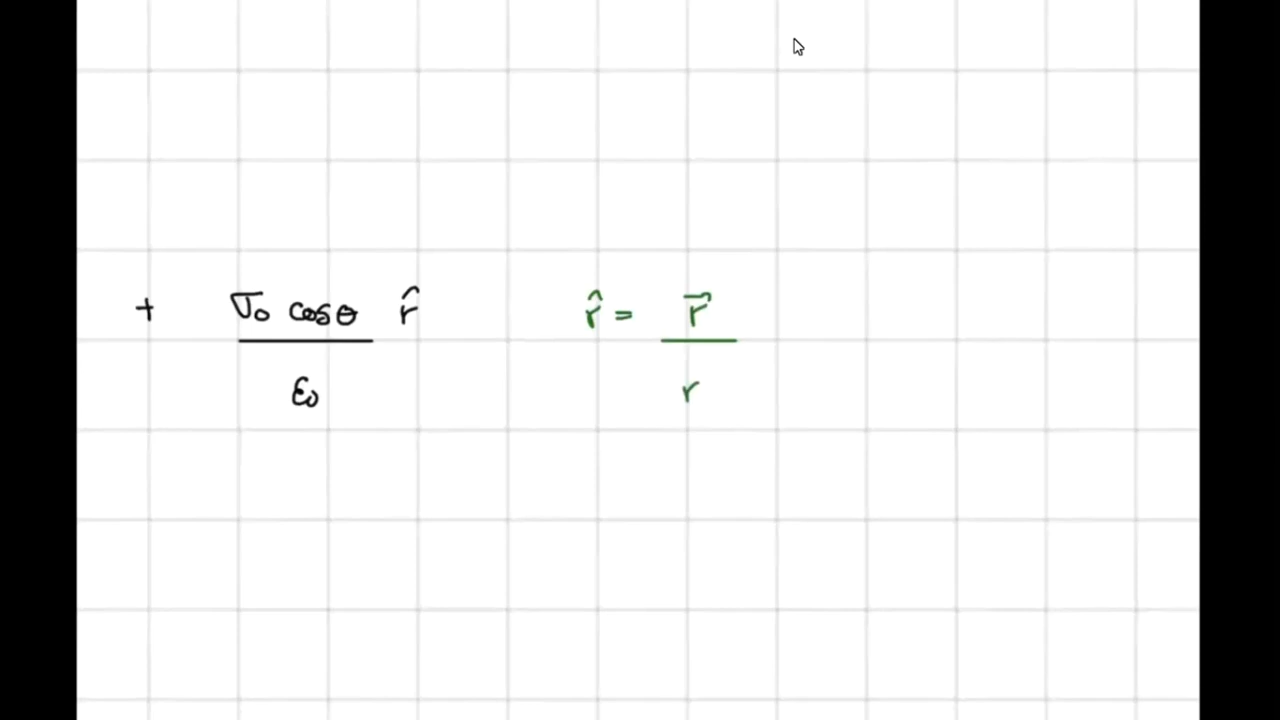 + σ₀ cosθ r̂
ε₀
r̂ = r⃗
r